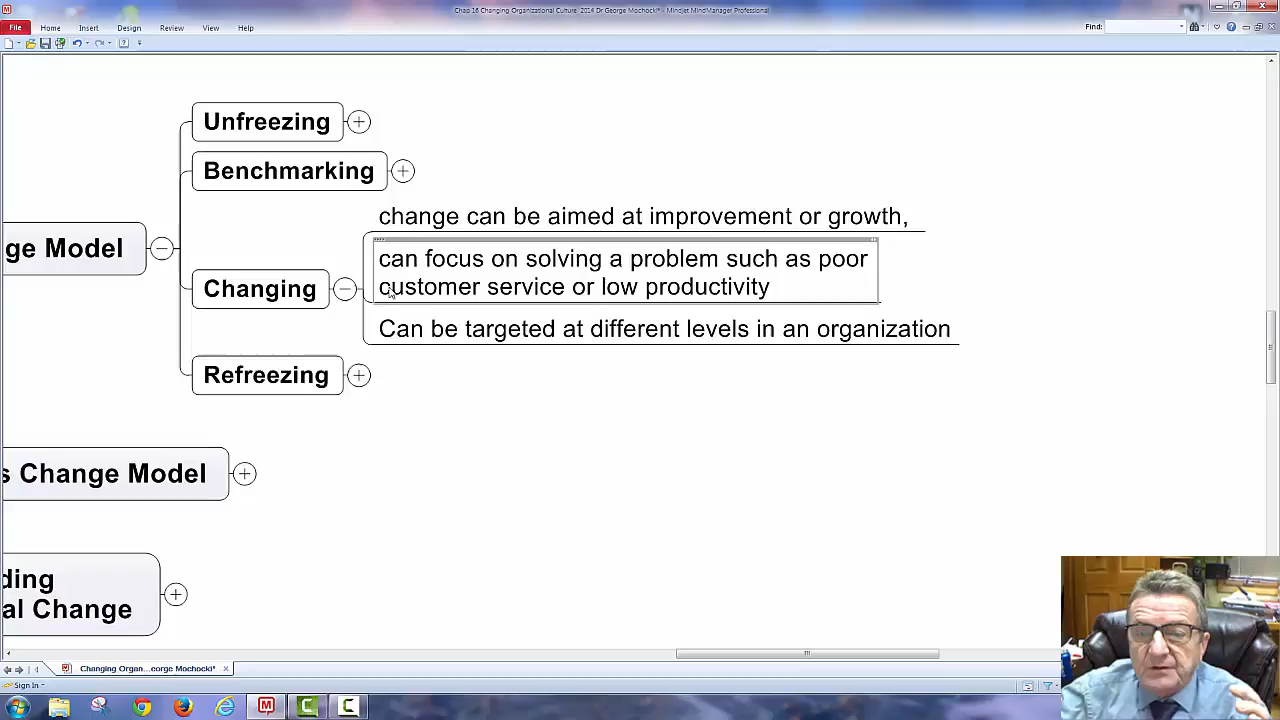 Chap 16 Changing Organizational Culture 2014 Dr George Mochocki* - Mindjet MindManager Professional
File Home Insert Design Review View Help Find:
Unfreezing
Benchmarking
change can be aimed at improvement or growth,
ge Model
can focus on solving a problem such as poor
customer service or low productivity
Changing
Can be targeted at different levels in an organization
Refreezing
s Change Model
ding
al Change
Changing Organ...eorge Mochocki*
Sign In